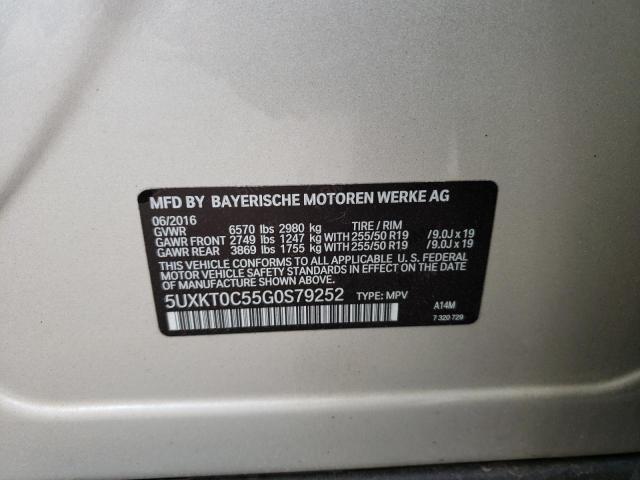 MFD BY BAYERISCHE MOTOREN WERKE AG
06/2016
GVWR 6570 lbs 2980 kg TIRE / RIM
GAWR FRONT 2749 lbs 1247 kg WITH 255/50 R19 /9.0J x 19
GAWR REAR 3869 lbs 1755 kg WITH 255/50 R19 /9.0J x 19
THIS VEHICLE CONFORMS TO ALL APPLICABLE U. S. FEDERAL
MOTOR VEHICLE SAFETY STANDARDS IN EFFECT ON THE DATE
OF MANUFACTURE SHOWN ABOVE.
5UXKT0C55G0S79252 TYPE: MPV
A14M
7 320 729